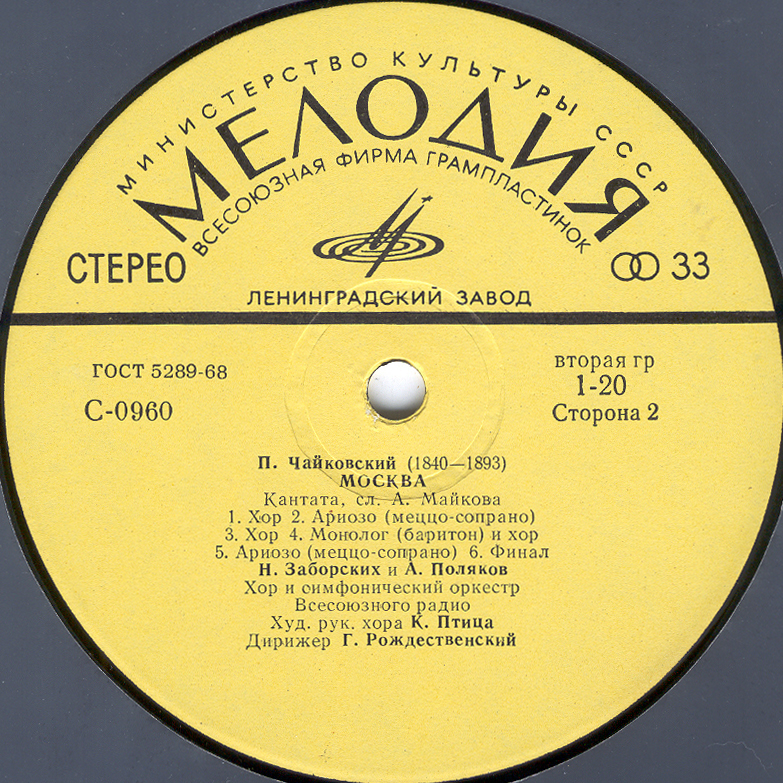 МИНИСТЕРСТВО КУЛЬТУРЫ СССР
МЕЛОДИЯ
ВСЕСОЮЗНАЯ ФИРМА ГРАМПЛАСТИНОК
СТЕРЕО
33
ЛЕНИНГРАДСКИЙ ЗАВОД
ГОСТ 5289-68
С-0960
вторая гр
1-20
Сторона 2
П. Чайковский (1840—1893)
МОСКВА
Кантата, сл. А. Майкова
1. Хор 2. Ариозо (меццо-сопрано)
3. Хор 4. Монолог (баритон) и хор
5. Ариозо (меццо-сопрано) 6. Финал
Н. Заборских и А. Поляков
Хор и симфонический оркестр
Всесоюзного радио
Худ. рук. хора К. Птица
Дирижер Г. Рождественский